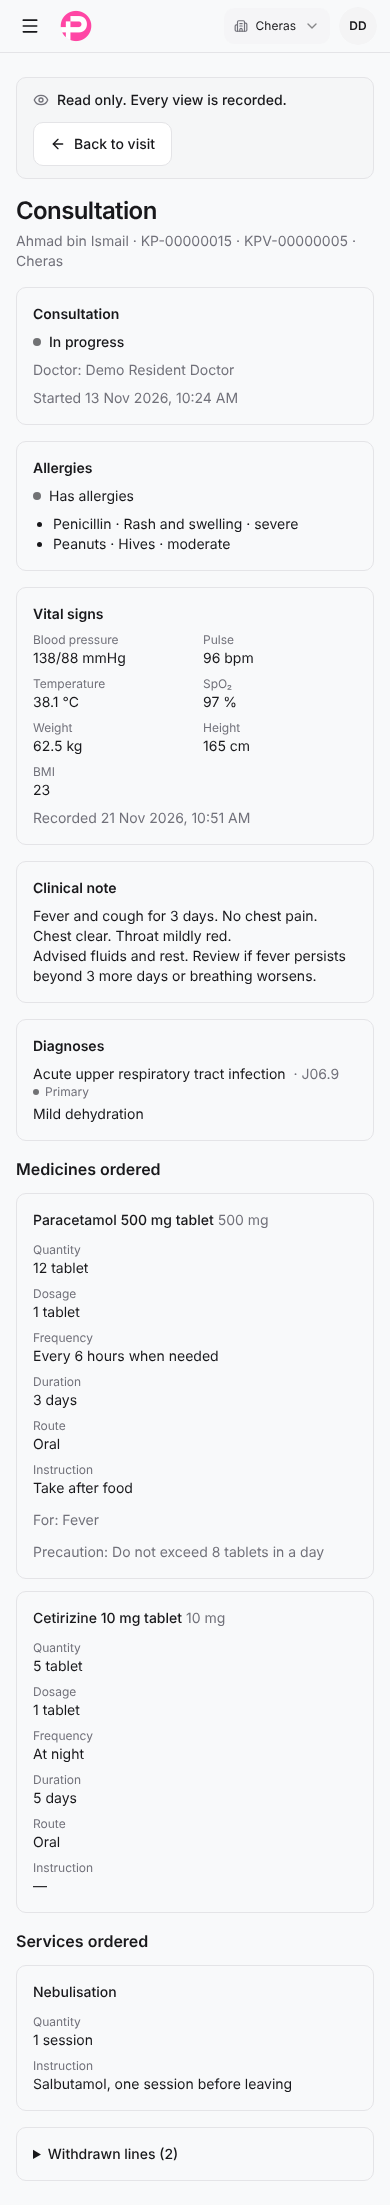 Cheras
DD
Read only. Every view is recorded.
Back to visit
Consultation
Ahmad bin Ismail · KP-00000015 · KPV-00000005 ·
Cheras
Consultation
In progress
Doctor: Demo Resident Doctor
Started 13 Nov 2026, 10:24 AM
Allergies
Has allergies
Penicillin · Rash and swelling · severe
Peanuts · Hives · moderate
Vital signs
Blood pressure Pulse
138/88 mmHg 96 bpm
Temperature SpO₂
38.1 °C 97 %
Weight Height
62.5 kg 165 cm
BMI
23
Recorded 21 Nov 2026, 10:51 AM
Clinical note
Fever and cough for 3 days. No chest pain.
Chest clear. Throat mildly red.
Advised fluids and rest. Review if fever persists
beyond 3 more days or breathing worsens.
Diagnoses
Acute upper respiratory tract infection · J06.9
Primary
Mild dehydration
Medicines ordered
Paracetamol 500 mg tablet 500 mg
Quantity
12 tablet
Dosage
1 tablet
Frequency
Every 6 hours when needed
Duration
3 days
Route
Oral
Instruction
Take after food
For: Fever
Precaution: Do not exceed 8 tablets in a day
Cetirizine 10 mg tablet 10 mg
Quantity
5 tablet
Dosage
1 tablet
Frequency
At night
Duration
5 days
Route
Oral
Instruction
—
Services ordered
Nebulisation
Quantity
1 session
Instruction
Salbutamol, one session before leaving
Withdrawn lines (2)